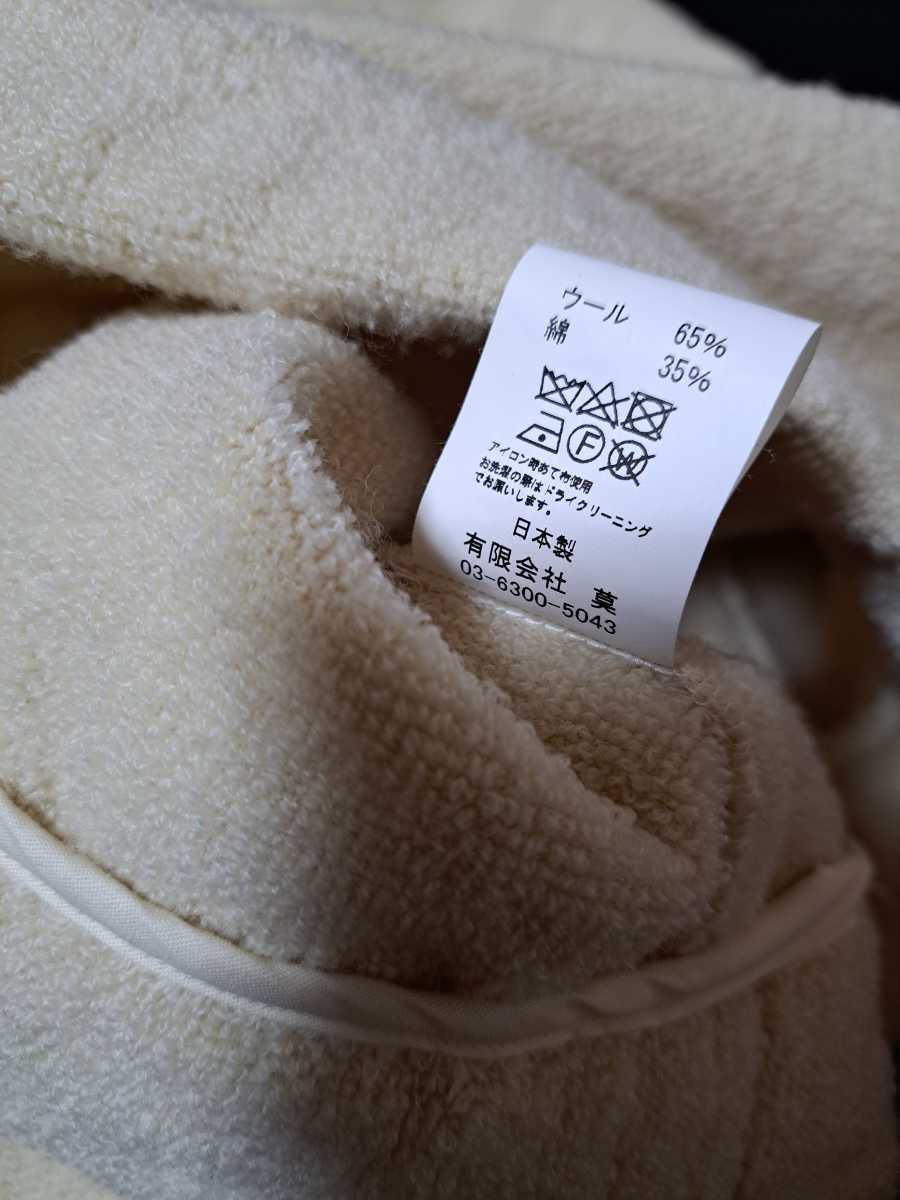 ウール 65%
綿 35%
F
W
アイロン時あて布使用
お洗濯の際はドライクリーニング
でお願いします。
日本製
有限会社 莫
03-6300-5043